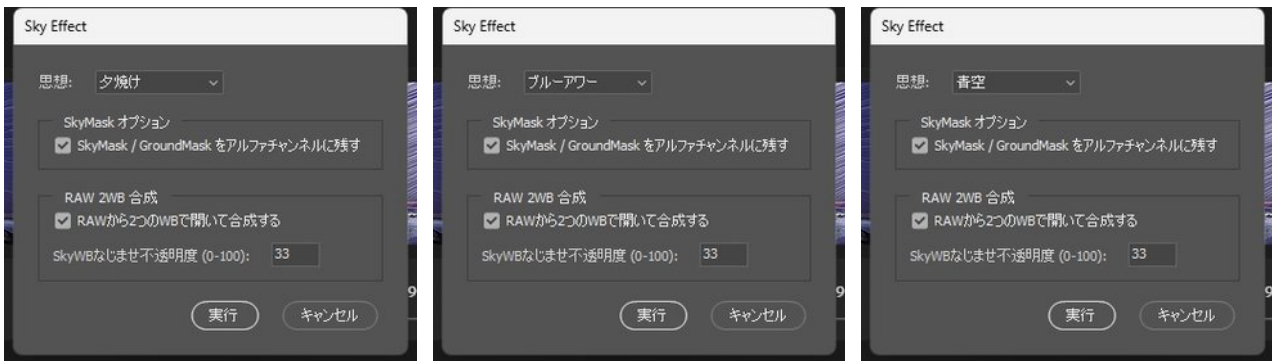 Sky Effect
思想: 夕焼け
SkyMask オプション
SkyMask / GroundMask をアルファチャンネルに残す
RAW 2WB 合成
RAWから2つのWBで開いて合成する
SkyWBなじませ不透明度 (0-100): 33
実行 キャンセル
9
Sky Effect
思想: ブルーアワー
SkyMask オプション
SkyMask / GroundMask をアルファチャンネルに残す
RAW 2WB 合成
RAWから2つのWBで開いて合成する
SkyWBなじませ不透明度 (0-100): 33
実行 キャンセル
9
Sky Effect
思想: 青空
SkyMask オプション
SkyMask / GroundMask をアルファチャンネルに残す
RAW 2WB 合成
RAWから2つのWBで開いて合成する
SkyWBなじませ不透明度 (0-100): 33
実行 キャンセル
9